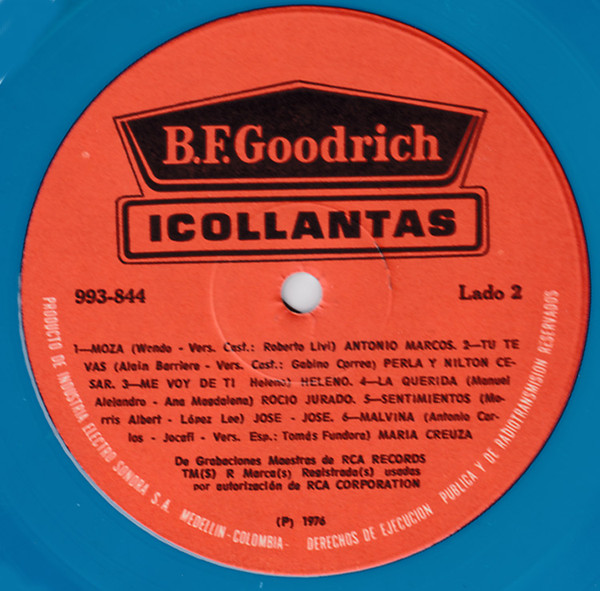 B.F.Goodrich
ICOLLANTAS
993-844
Lado 2
1—MOZA (Wando - Vers. Cast.: Roberto Livi) ANTONIO MARCOS. 2—TU TE
VAS (Alain Barriere - Vers. Cast: Gabino Correa) PERLA Y NILTON CE-
SAR. 3—ME VOY DE TI Heleno) HELENO. 4—LA QUERIDA (Manuel
Alejandro - Ana Magdalena) ROCIO JURADO. 5—SENTIMIENTOS (Mo-
rris Albert - López Lee) JOSE - JOSE. 6—MALVINA (Antonio Car-
los - Jocafi - Vers. Esp.: Tomás Fundora) MARIA CREUZA
De Grabaciones Maestras de RCA RECORDS
TM(S) R Marca(s) Registrada(s) usadas
por autorización de RCA CORPORATION
(P) 1976
PRODUCTO DE INDUSTRIA ELECTRO SONORA S.A. MEDELLIN - COLOMBIA - DERECHOS DE EJECUCION PUBLICA Y DE RADIOTRANSMISION RESERVADOS